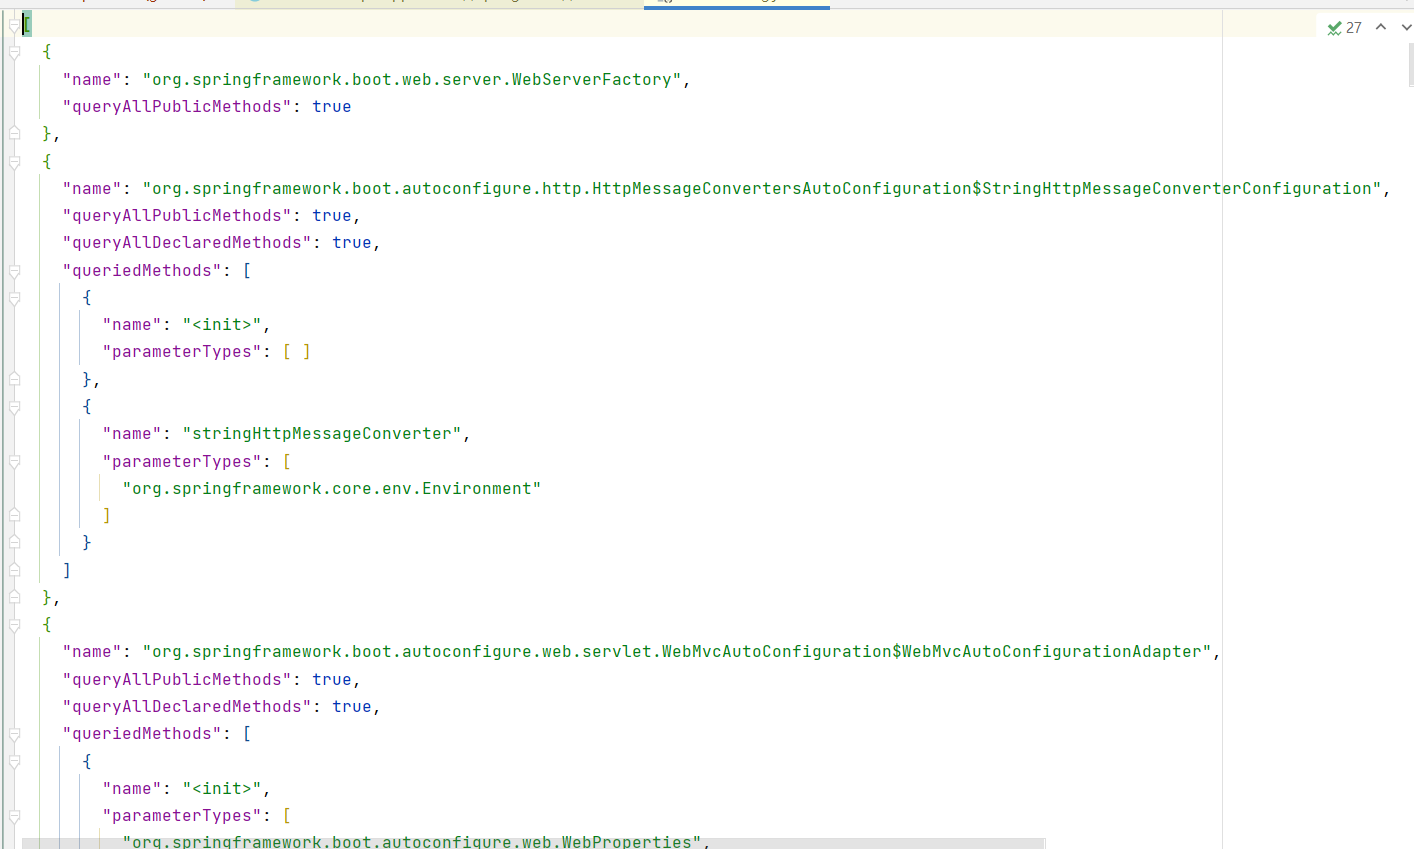 [
27
{
"name": "org.springframework.boot.web.server.WebServerFactory",
"queryAllPublicMethods": true
},
{
"name": "org.springframework.boot.autoconfigure.http.HttpMessageConvertersAutoConfiguration$StringHttpMessageConverterConfiguration",
"queryAllPublicMethods": true,
"queryAllDeclaredMethods": true,
"queriedMethods": [
{
"name": "<init>",
"parameterTypes": [ ]
},
{
"name": "stringHttpMessageConverter",
"parameterTypes": [
"org.springframework.core.env.Environment"
]
}
]
},
{
"name": "org.springframework.boot.autoconfigure.web.servlet.WebMvcAutoConfiguration$WebMvcAutoConfigurationAdapter",
"queryAllPublicMethods": true,
"queryAllDeclaredMethods": true,
"queriedMethods": [
{
"name": "<init>",
"parameterTypes": [
"org.springframework.boot.autoconfigure.web.WebProperties",